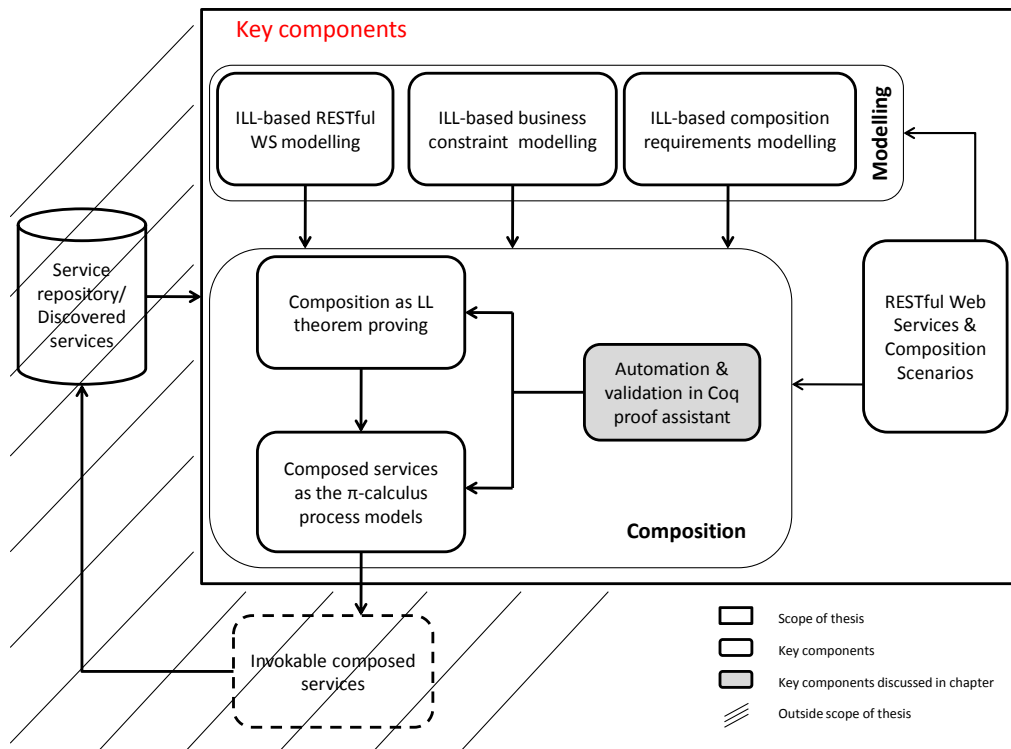 Key components
ILL-based RESTful
WS modelling
ILL-based business
constraint modelling
ILL-based composition
requirements modelling
Modelling
Service
repository/
Discovered
services
Composition as LL
theorem proving
Automation &
validation in Coq
proof assistant
RESTful Web
Services &
Composition
Scenarios
Composed services
as the π-calculus
process models
Composition
Invokable composed
services
Scope of thesis
Key components
Key components discussed in chapter
Outside scope of thesis